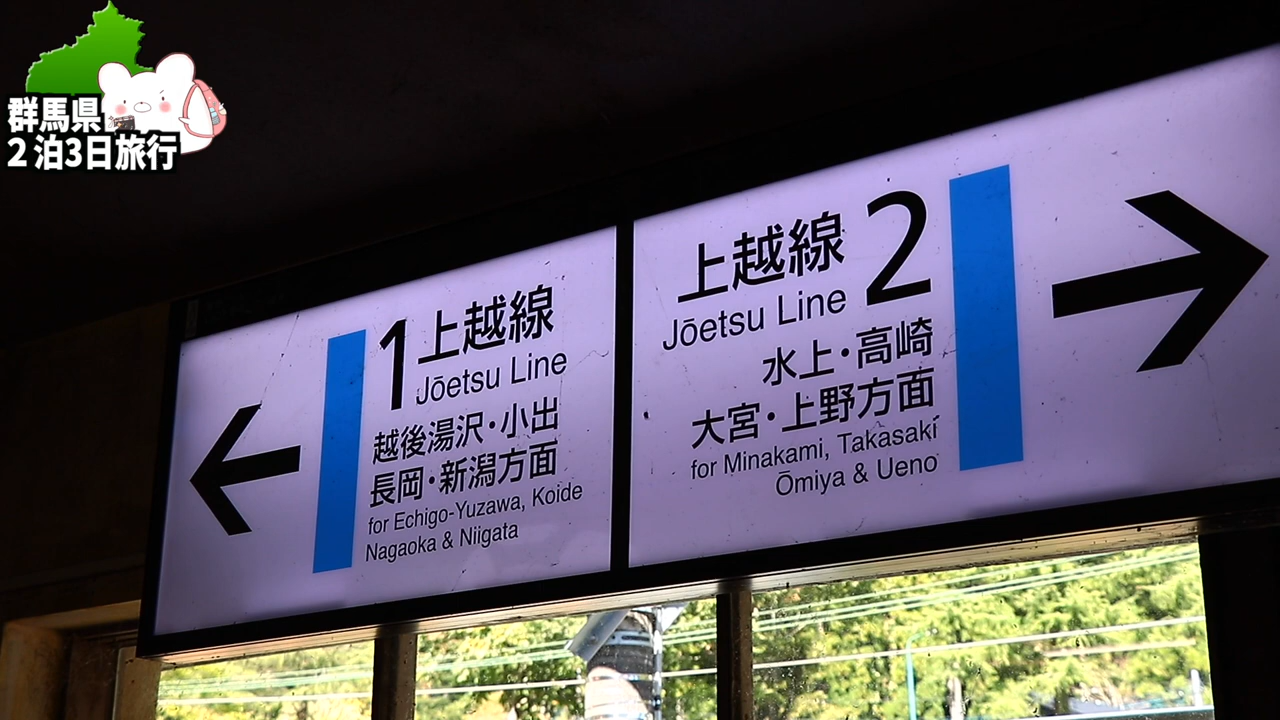 群馬県
2泊3日旅行
1 上越線
Jōetsu Line
越後湯沢・小出
長岡・新潟方面
for Echigo-Yuzawa, Koide
Nagaoka & Niigata
上越線 2
Jōetsu Line
水上・高崎
大宮・上野方面
for Minakami, Takasaki
Ōmiya & Ueno